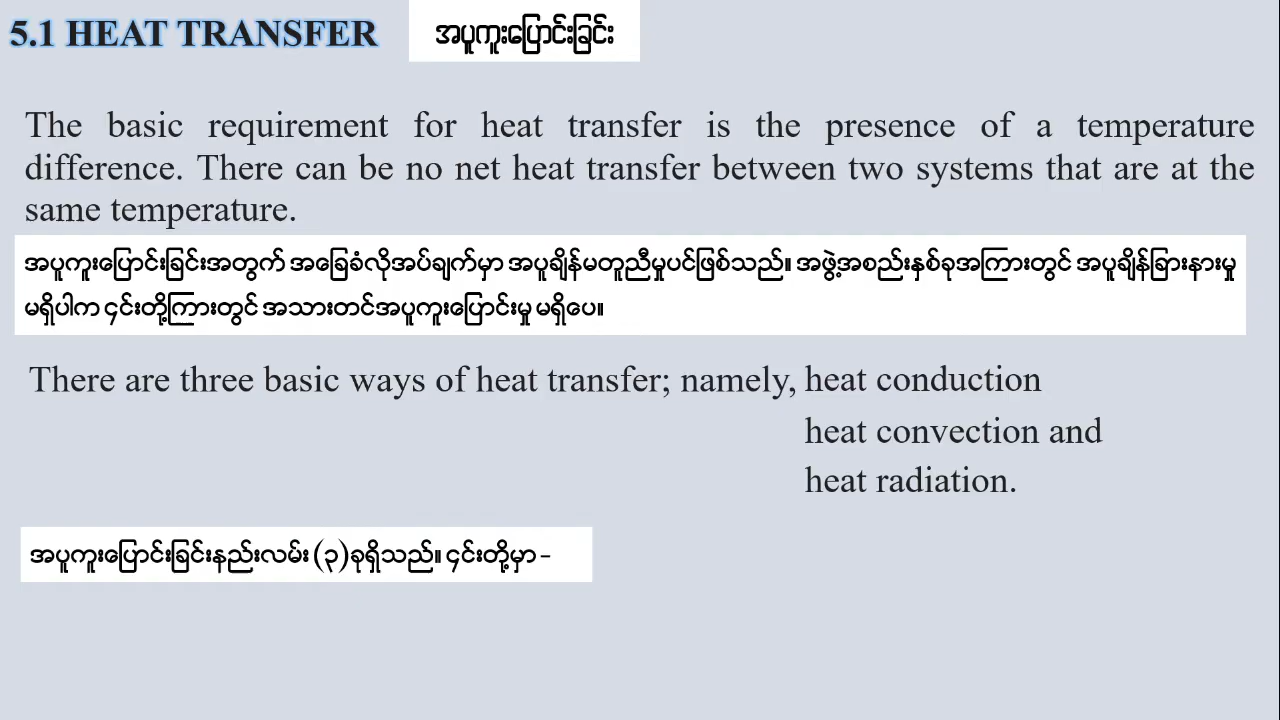 5.1 HEAT TRANSFER အပူကူးပြောင်းခြင်း
The basic requirement for heat transfer is the presence of a temperature
difference. There can be no net heat transfer between two systems that are at the
same temperature.
အပူကူးပြောင်းခြင်းအတွက် အခြေခံလိုအပ်ချက်မှာ အပူချိန်မတူညီမှုပင်ဖြစ်သည်။ အဖွဲ့အစည်းနှစ်ခုအကြားတွင် အပူချိန်ခြားနားမှု
မရှိပါက ၎င်းတို့ကြားတွင် အသားတင်အပူကူးပြောင်းမှု မရှိပေ။
There are three basic ways of heat transfer; namely, heat conduction
heat convection and
heat radiation.
အပူကူးပြောင်းခြင်းနည်းလမ်း (၃)ခုရှိသည်။ ၎င်းတို့မှာ –